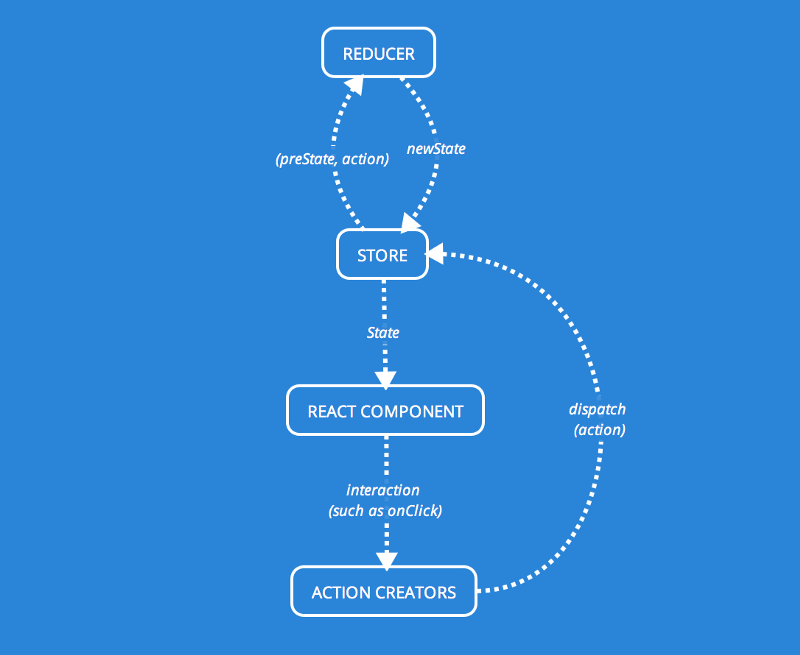 REDUCER
newState
(preState, action)
STORE
State
REACT COMPONENT
dispatch
(action)
interaction
(such as onClick)
ACTION CREATORS